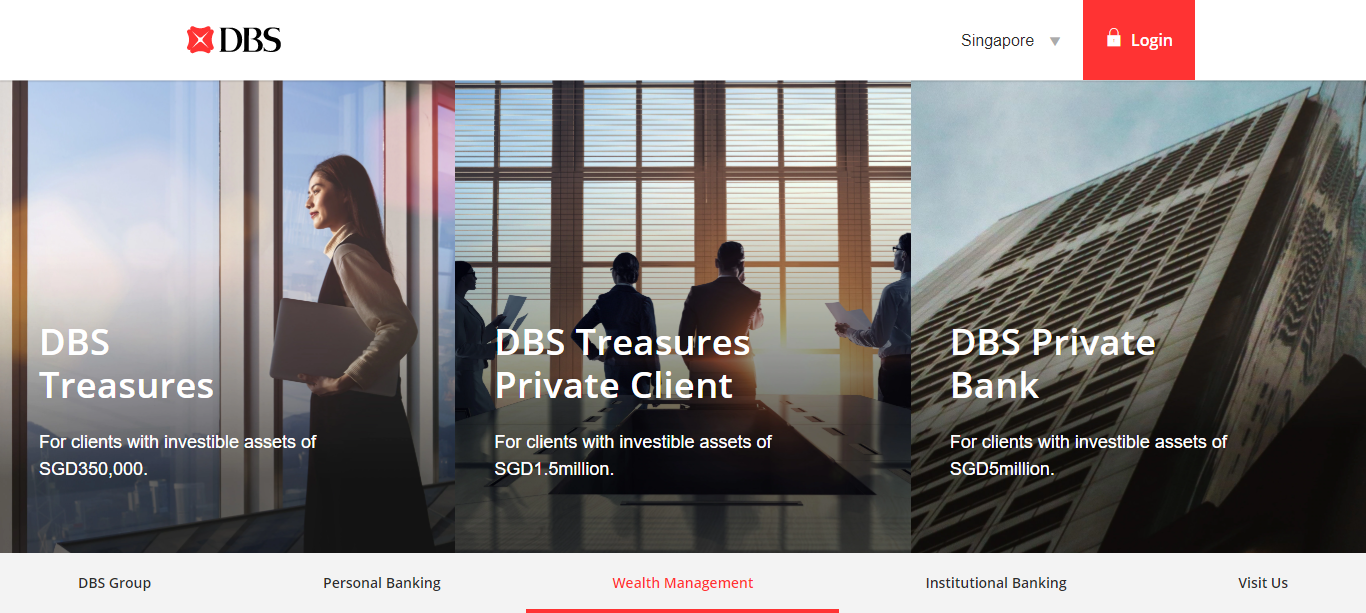 DBS
Singapore
Login
DBS
Treasures
For clients with investible assets of
SGD350,000.
DBS Treasures
Private Client
For clients with investible assets of
SGD1.5million.
DBS Private
Bank
For clients with investible assets of
SGD5million.
DBS Group
Personal Banking
Wealth Management
Institutional Banking
Visit Us